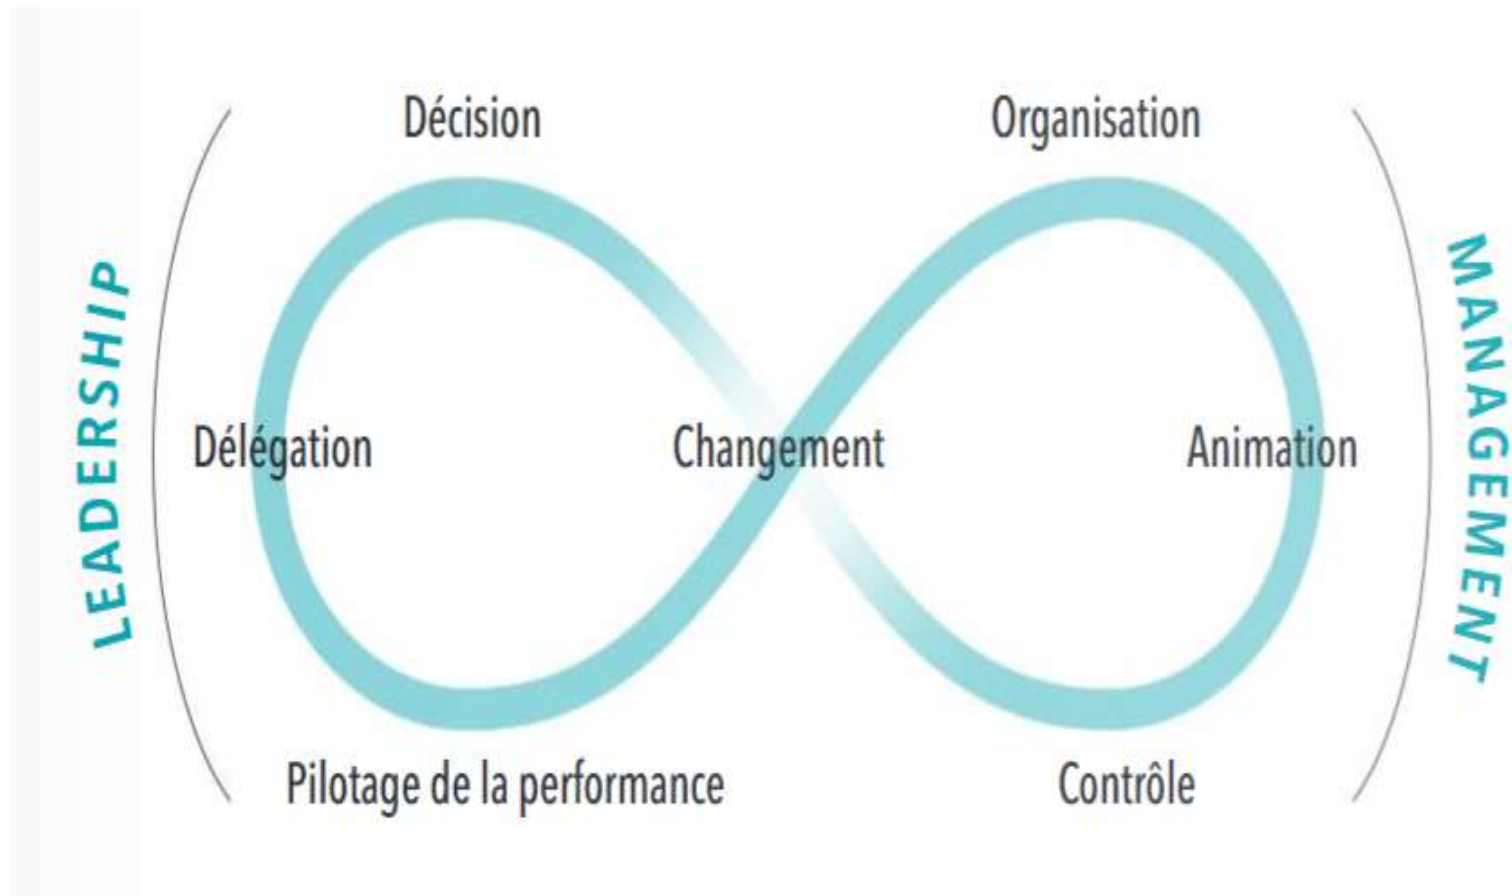 Décision
Organisation
LEADERSHIP
Délégation
Changement
Animation
MANAGEMENT
Pilotage de la performance
Contrôle